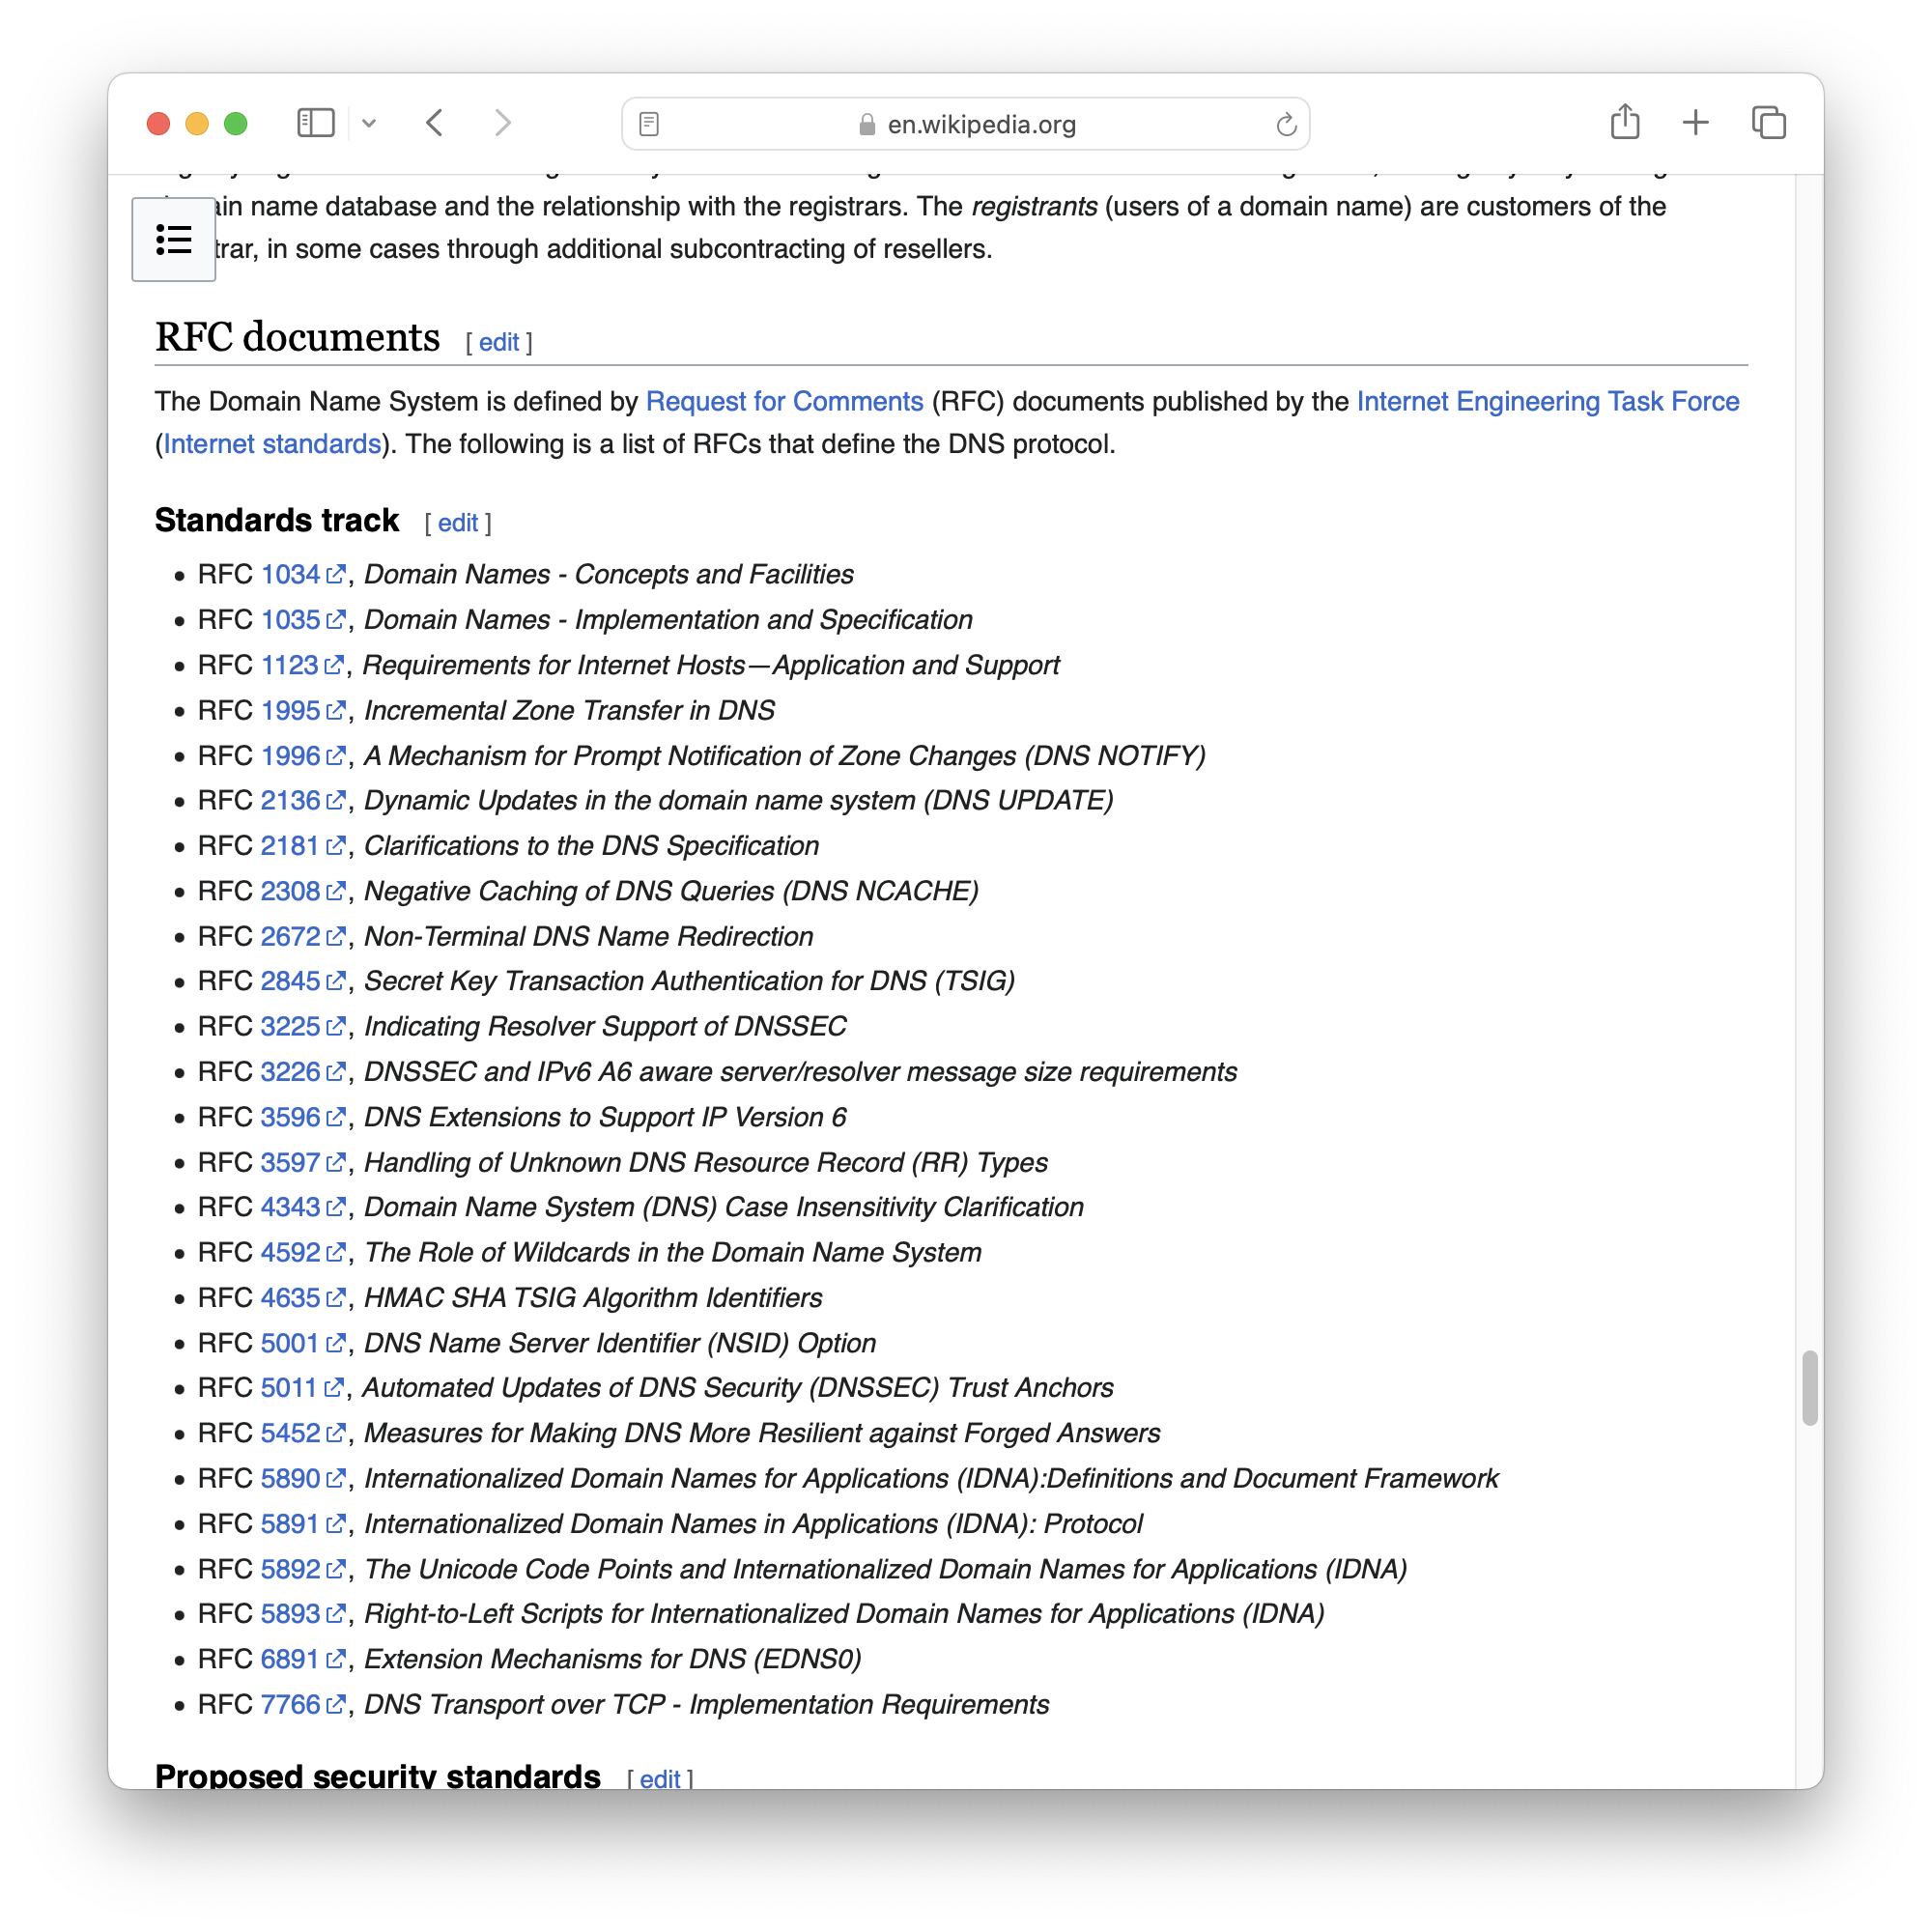 en.wikipedia.org
in name database and the relationship with the registrars. The registrants (users of a domain name) are customers of the
trar, in some cases through additional subcontracting of resellers.
RFC documents [ edit ]
The Domain Name System is defined by Request for Comments (RFC) documents published by the Internet Engineering Task Force
(Internet standards). The following is a list of RFCs that define the DNS protocol.
Standards track [ edit ]
• RFC 1034, Domain Names - Concepts and Facilities
• RFC 1035, Domain Names - Implementation and Specification
• RFC 1123, Requirements for Internet Hosts—Application and Support
• RFC 1995, Incremental Zone Transfer in DNS
• RFC 1996, A Mechanism for Prompt Notification of Zone Changes (DNS NOTIFY)
• RFC 2136, Dynamic Updates in the domain name system (DNS UPDATE)
• RFC 2181, Clarifications to the DNS Specification
• RFC 2308, Negative Caching of DNS Queries (DNS NCACHE)
• RFC 2672, Non-Terminal DNS Name Redirection
• RFC 2845, Secret Key Transaction Authentication for DNS (TSIG)
• RFC 3225, Indicating Resolver Support of DNSSEC
• RFC 3226, DNSSEC and IPv6 A6 aware server/resolver message size requirements
• RFC 3596, DNS Extensions to Support IP Version 6
• RFC 3597, Handling of Unknown DNS Resource Record (RR) Types
• RFC 4343, Domain Name System (DNS) Case Insensitivity Clarification
• RFC 4592, The Role of Wildcards in the Domain Name System
• RFC 4635, HMAC SHA TSIG Algorithm Identifiers
• RFC 5001, DNS Name Server Identifier (NSID) Option
• RFC 5011, Automated Updates of DNS Security (DNSSEC) Trust Anchors
• RFC 5452, Measures for Making DNS More Resilient against Forged Answers
• RFC 5890, Internationalized Domain Names for Applications (IDNA):Definitions and Document Framework
• RFC 5891, Internationalized Domain Names in Applications (IDNA): Protocol
• RFC 5892, The Unicode Code Points and Internationalized Domain Names for Applications (IDNA)
• RFC 5893, Right-to-Left Scripts for Internationalized Domain Names for Applications (IDNA)
• RFC 6891, Extension Mechanisms for DNS (EDNS0)
• RFC 7766, DNS Transport over TCP - Implementation Requirements
Proposed security standards [ edit ]